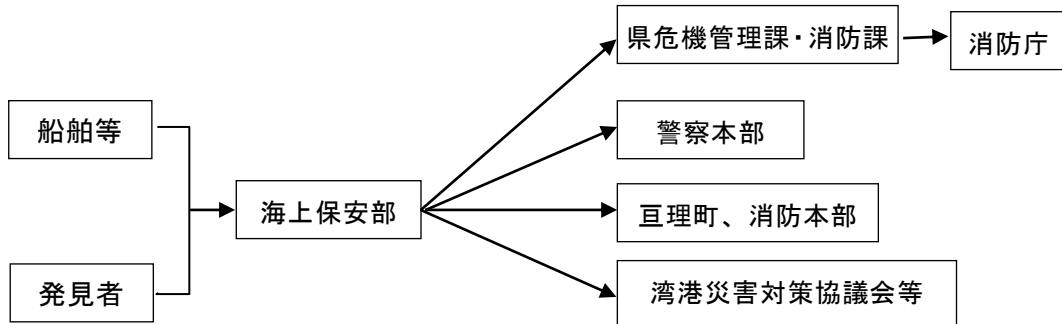 県危機管理課・消防課
消防庁
船舶等
警察本部
海上保安部
亘理町、消防本部
発見者
湾港災害対策協議会等